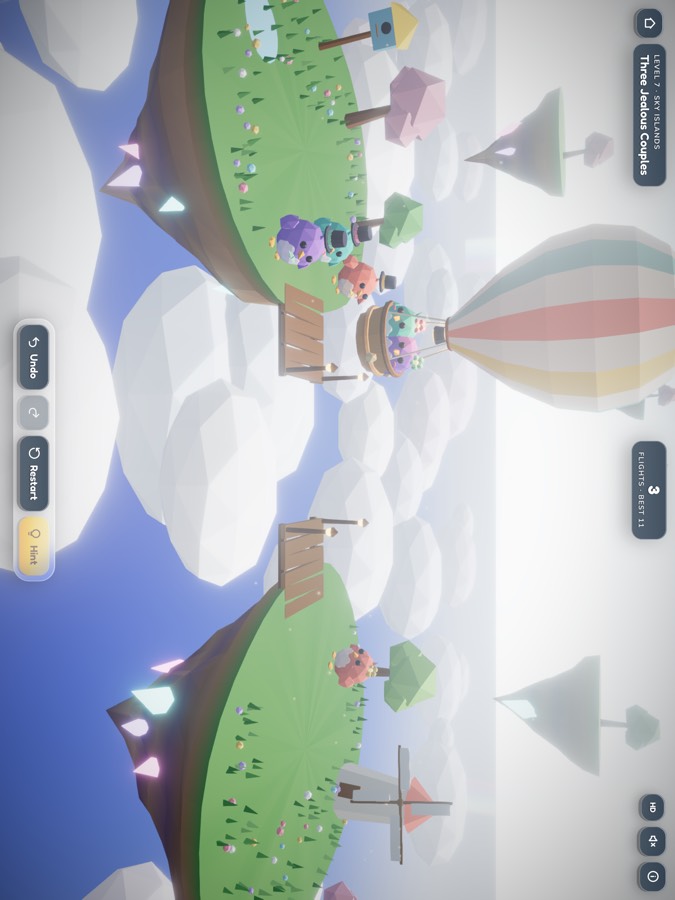 LEVEL 7 · SKY ISLANDS
Three Jealous Couples
3
FLIGHTS · BEST 11
HD
Undo
Restart
Hint